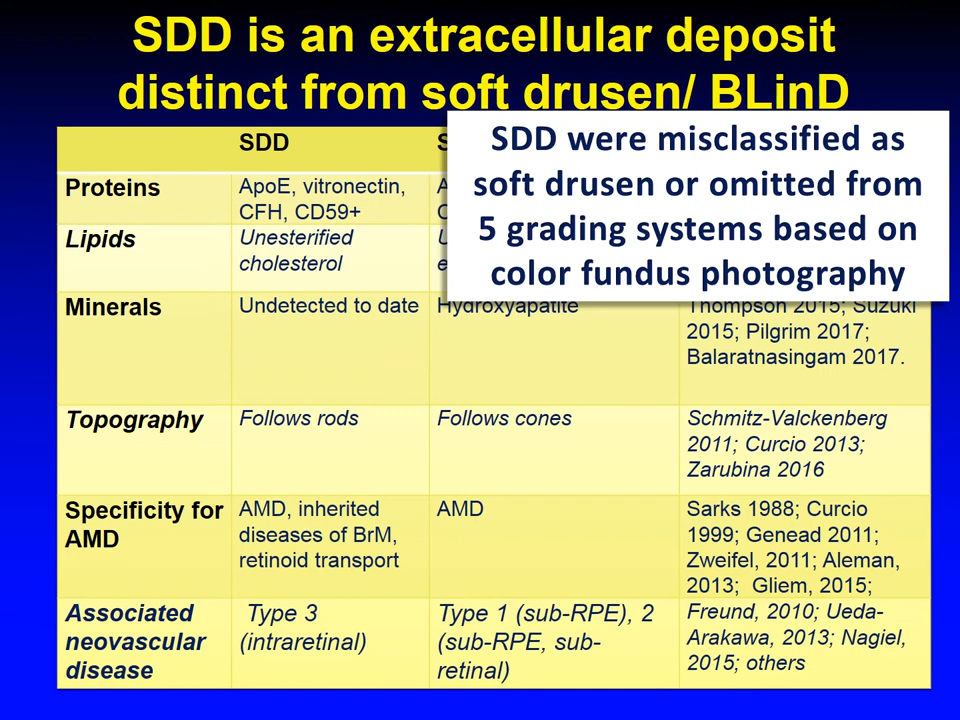 SDD is an extracellular deposit
distinct from soft drusen/ BLinD
SDD were misclassified as
soft drusen or omitted from
5 grading systems based on
color fundus photography
SDD
Proteins
ApoE, vitronectin,
CFH, CD59+
Lipids
Unesterified
cholesterol
Minerals
Undetected to date
Hydroxyapatite
Thompson 2015; Suzuki
2015; Pilgrim 2017;
Balaratnasingam 2017.
Topography
Follows rods
Follows cones
Schmitz-Valckenberg
2011; Curcio 2013;
Zarubina 2016
Specificity for
AMD
AMD, inherited
diseases of BrM,
retinoid transport
AMD
Sarks 1988; Curcio
1999; Genead 2011;
Zweifel, 2011; Aleman,
2013; Gliem, 2015;
Associated
neovascular
disease
Type 3
(intraretinal)
Type 1 (sub-RPE), 2
(sub-RPE, sub-
retinal)
Freund, 2010; Ueda-
Arakawa, 2013; Nagiel,
2015; others